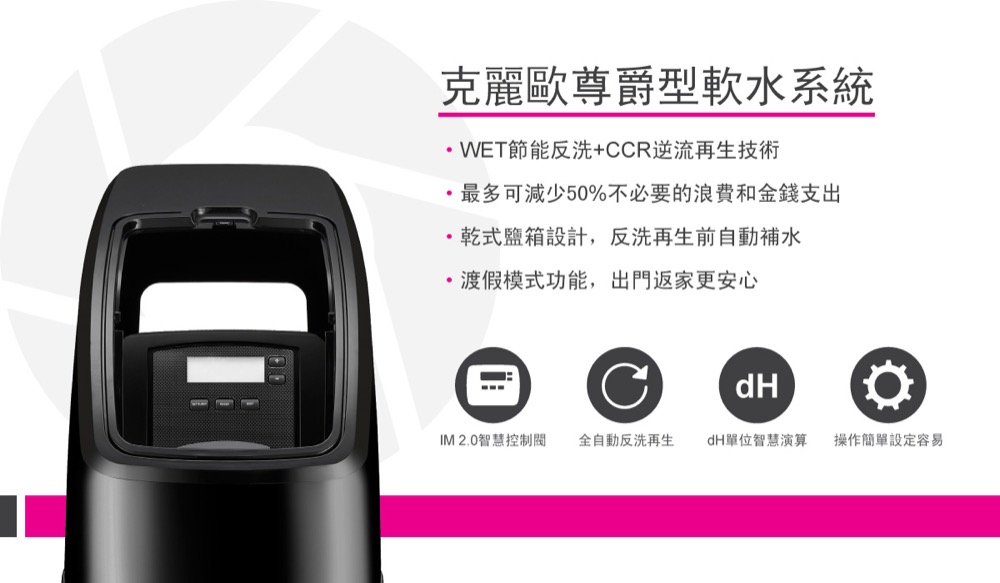 克麗歐尊爵型軟水系統
・WET節能反洗+CCR逆流再生技術
・最多可減少50%不必要的浪費和金錢支出
・乾式鹽箱設計，反洗再生前自動補水
・渡假模式功能，出門返家更安心
dH
IM 2.0智慧控制閥
全自動反洗再生
dH單位智慧演算
操作簡單設定容易